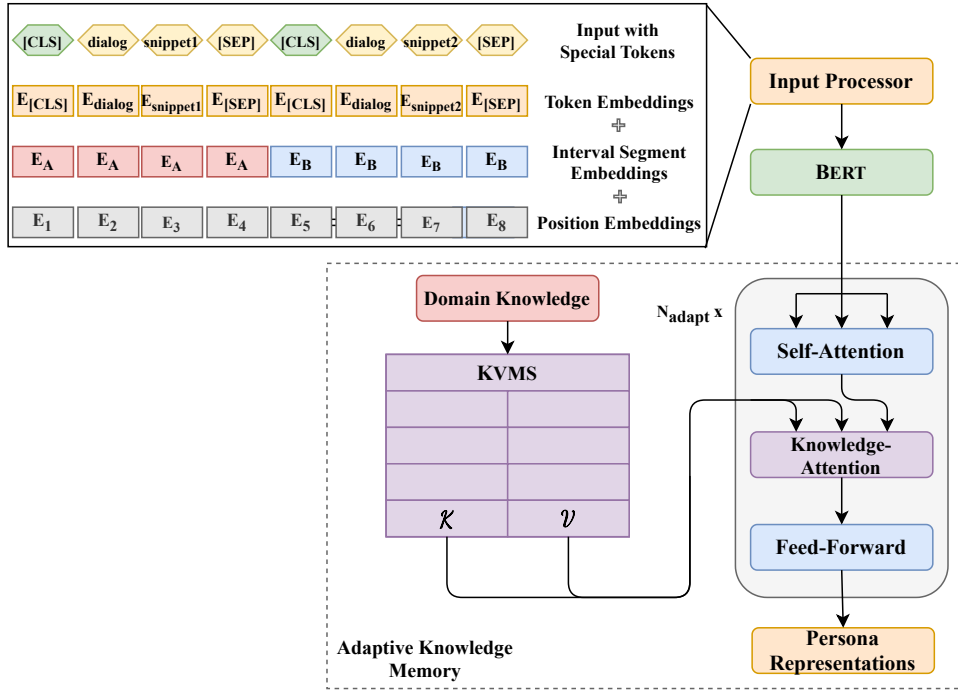 [CLS] dialog snippet1 [SEP] [CLS] dialog snippet2 [SEP] Input with
Special Tokens
E[CLS] Edialog Esnippet1 E[SEP] E[CLS] Edialog Esnippet2 E[SEP] Token Embeddings
+
EA EA EA EA EB EB EB EB Interval Segment
Embeddings
+
E1 E2 E3 E4 E5 E6 E7 E8 Position Embeddings
Input Processor
BERT
Domain Knowledge
KVMS
𝒦 𝒱
Nadapt x
Self-Attention
Knowledge-
Attention
Feed-Forward
Persona
Representations
Adaptive Knowledge
Memory